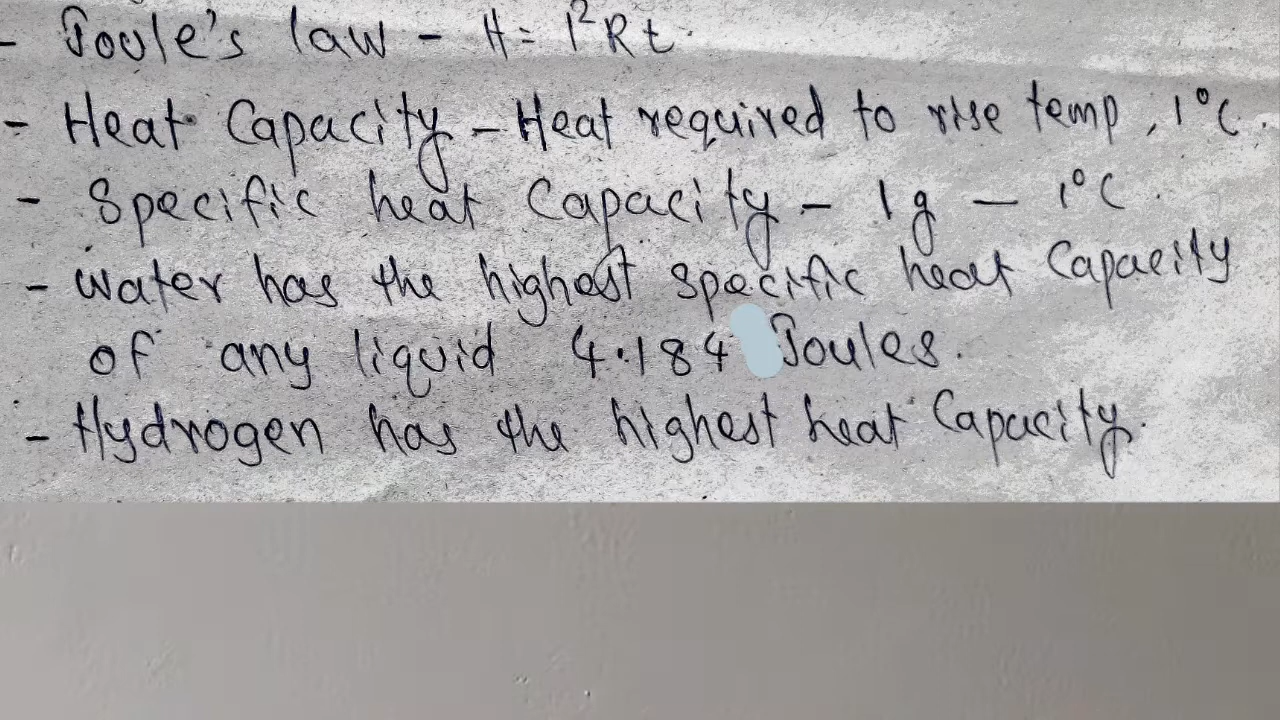 - Joule's law - H = I²Rt.
- Heat Capacity - Heat required to rise temp, 1°C.
- Specific heat Capacity - 1g - 1°C.
- Water has the highest specific heat Capacity
of any liquid 4.184 Joules.
- Hydrogen has the highest heat Capacity.